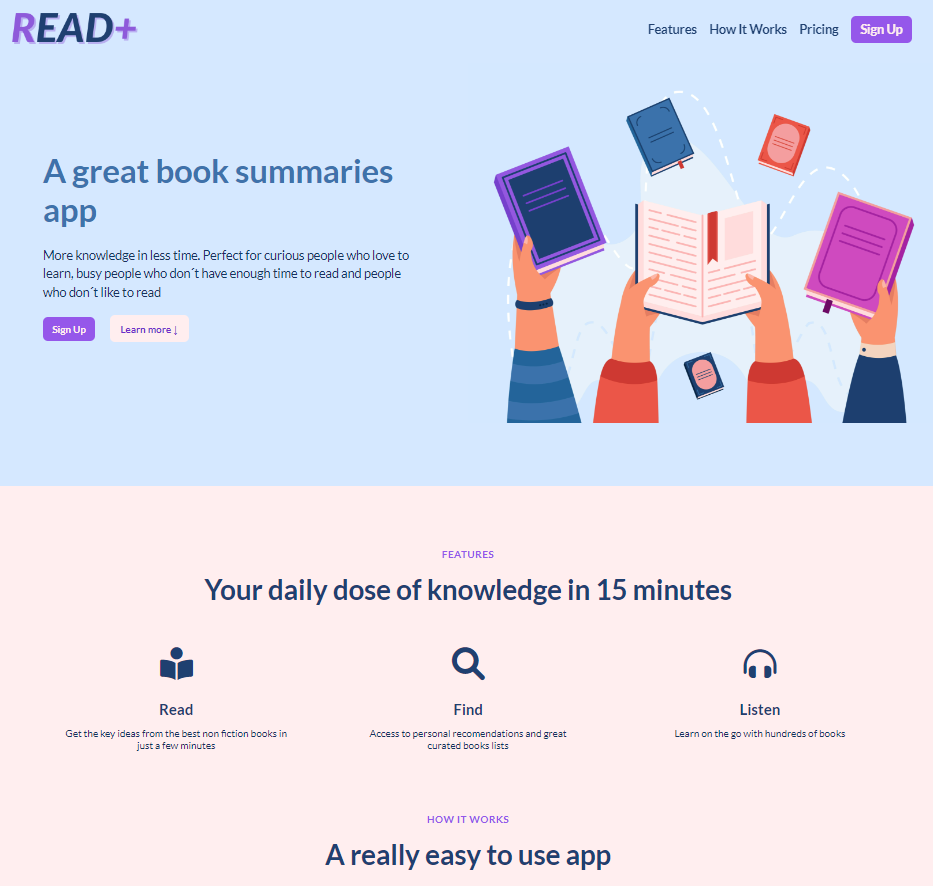 READ+
Features How It Works Pricing Sign Up
A great book summaries
app
More knowledge in less time. Perfect for curious people who love to
learn, busy people who don´t have enough time to read and people
who don´t like to read
Sign Up Learn more ↓
FEATURES
Your daily dose of knowledge in 15 minutes
Read
Get the key ideas from the best non fiction books in
just a few minutes
Find
Access to personal recomendations and great
curated books lists
Listen
Learn on the go with hundreds of books
HOW IT WORKS
A really easy to use app